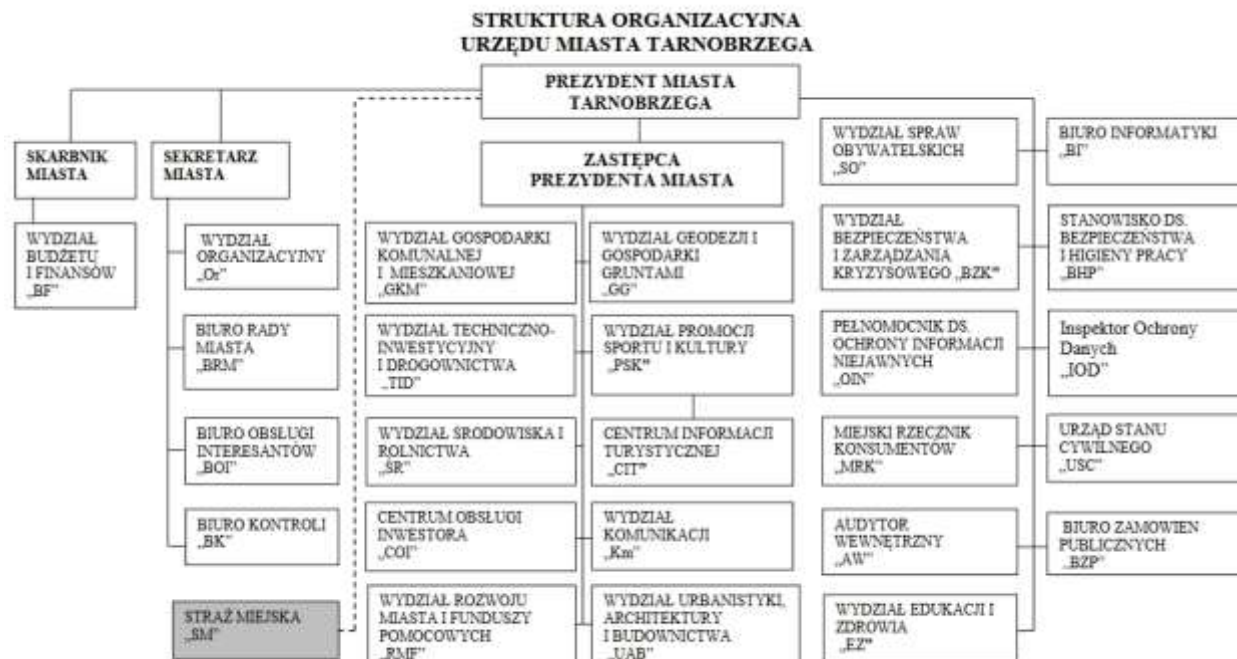 STRUKTURA ORGANIZACYJNA
URZĘDU MIASTA TARNOBRZEGA
PREZYDENT MIASTA
TARNOBRZEGA
SKARBNIK
MIASTA
SEKRETARZ
MIASTA
ZASTĘPCA
PREZYDENTA MIASTA
WYDZIAŁ
BUDŻETU
I FINANSÓW
„BF”
WYDZIAŁ
ORGANIZACYJNY
„Or”
BIURO RADY
MIASTA
„BRM”
BIURO OBSŁUGI
INTERESANTÓW
„BOI”
BIURO KONTROLI
„BK”
STRAŻ MIEJSKA
„SM”
WYDZIAŁ GOSPODARKI
KOMUNALNEJ
I MIESZKANIOWEJ
„GKM”
WYDZIAŁ TECHNICZNO-
INWESTYCYJNY
I DROGOWNICTWA
„TID”
WYDZIAŁ ŚRODOWISKA I
ROLNICTWA
„ŚR”
CENTRUM OBSŁUGI
INWESTORA
„COI”
WYDZIAŁ ROZWOJU
MIASTA I FUNDUSZY
POMOCOWYCH
„RMF”
WYDZIAŁ GEODEZJI I
GOSPODARKI
GRUNTAMI
„GG”
WYDZIAŁ PROMOCJI
SPORTU I KULTURY
„PSK”
CENTRUM INFORMACJI
TURYSTYCZNEJ
„CIT”
WYDZIAŁ
KOMUNIKACJI
„Km”
WYDZIAŁ URBANISTYKI,
ARCHITEKTURY
I BUDOWNICTWA
„UAB”
WYDZIAŁ SPRAW
OBYWATELSKICH
„SO”
WYDZIAŁ
BEZPIECZEŃSTWA
I ZARZĄDZANIA
KRYZYSOWEGO „BZK”
PEŁNOMOCNIK DS.
OCHRONY INFORMACJI
NIEJAWNYCH
„OIN”
MIEJSKI RZECZNIK
KONSUMENTÓW
„MRK”
AUDYTOR
WEWNĘTRZNY
„AW”
WYDZIAŁ EDUKACJI I
ZDROWIA
„EZ”
BIURO INFORMATYKI
„BI”
STANOWISKO DS.
BEZPIECZEŃSTWA
I HIGIENY PRACY
„BHP”
Inspektor Ochrony
Danych
„IOD”
URZĄD STANU
CYWILNEGO
„USC”
BIURO ZAMOWIEN
PUBLICZNYCH
„BZP”